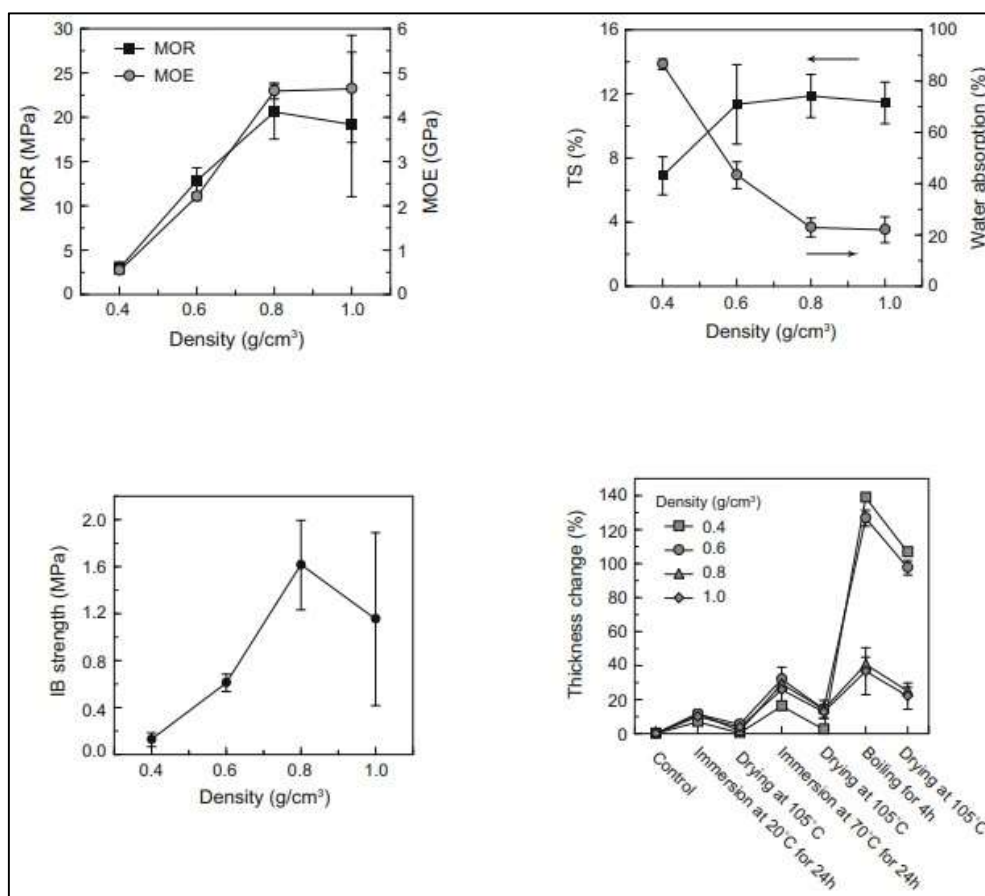 30
25
20
15
10
5
0
MOR (MPa)
MOR
MOE
6
5
4
3
2
1
0
MOE (GPa)
0.4 0.6 0.8 1.0
Density (g/cm³)
16
12
8
4
0
TS (%)
100
80
60
40
20
0
Water absorption (%)
0.4 0.6 0.8 1.0
Density (g/cm³)
2.0
1.6
1.2
0.8
0.4
0.0
IB strength (MPa)
0.4 0.6 0.8 1.0
Density (g/cm³)
140
120
100
80
60
40
20
0
Thickness change (%)
Density (g/cm³)
0.4
0.6
0.8
1.0
Control
Immersion at 20°C for 24h
Drying at 105°C
Immersion at 70°C for 24h
Drying at 105°C
Boiling for 4h
Drying at 105°C